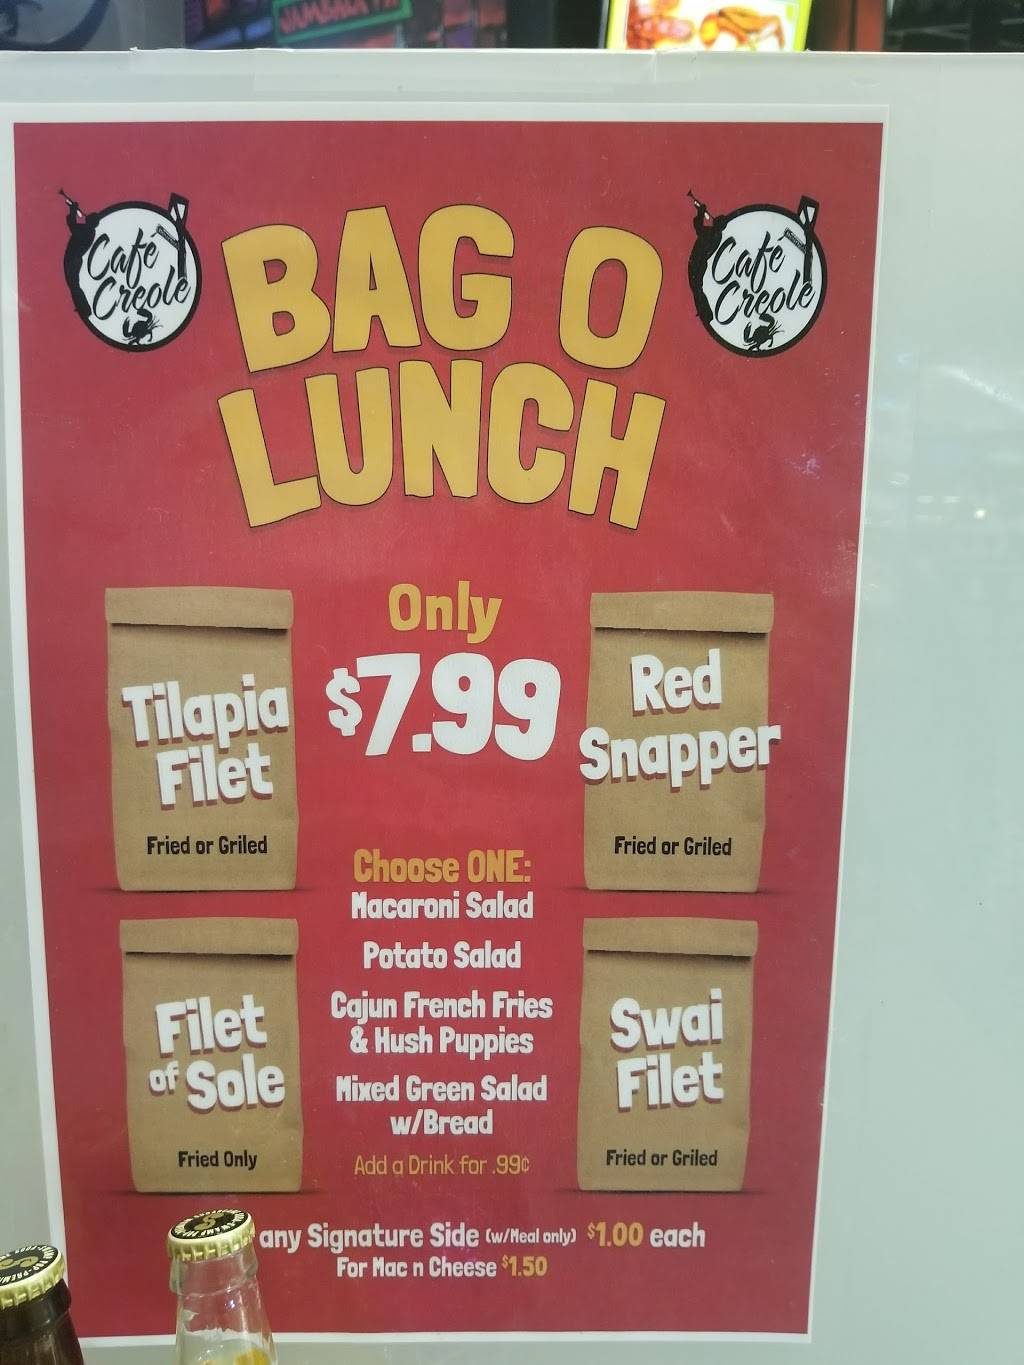 JAMBALAYA
Café
Creole
Café
Creole
BAG O
LUNCH
Only
$7.99
Tilapia
Filet
Fried or Griled
Red
Snapper
Fried or Griled
Choose ONE:
Macaroni Salad
Potato Salad
Cajun French Fries
& Hush Puppies
Mixed Green Salad
w/Bread
Add a Drink for .99¢
Filet
of Sole
Fried Only
Swai
Filet
Fried or Griled
any Signature Side (w/Meal only) $1.00 each
For Mac n Cheese $1.50